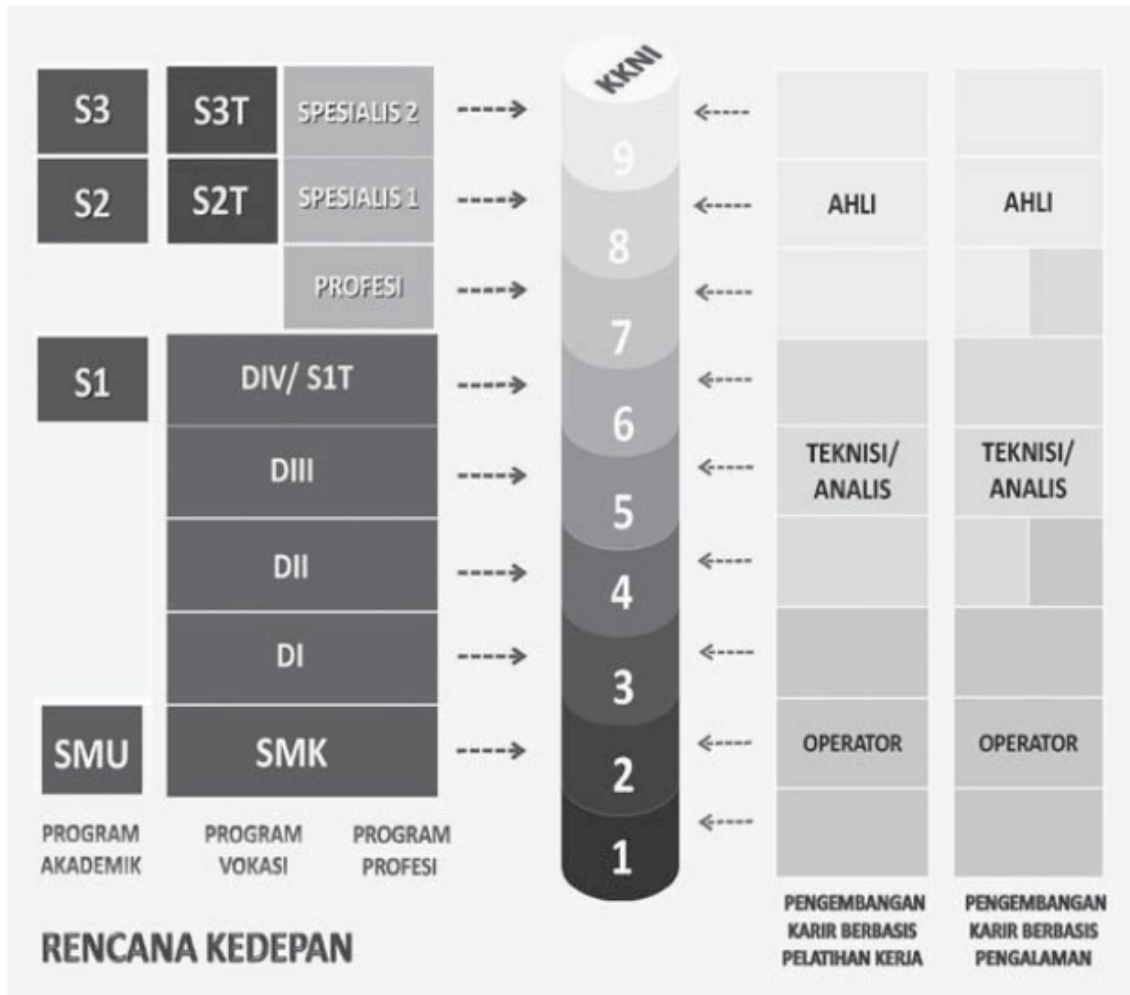 KKNI
S3
S3T
SPESIALIS 2
9
S2
S2T
SPESIALIS 1
8
AHLI
AHLI
PROFESI
7
S1
DIV/ S1T
6
DIII
5
TEKNISI/
ANALIS
TEKNISI/
ANALIS
DII
4
DI
3
SMU
SMK
2
OPERATOR
OPERATOR
1
PROGRAM
AKADEMIK
PROGRAM
VOKASI
PROGRAM
PROFESI
PENGEMBANGAN
KARIR BERBASIS
PELATIHAN KERJA
PENGEMBANGAN
KARIR BERBASIS
PENGALAMAN
RENCANA KEDEPAN